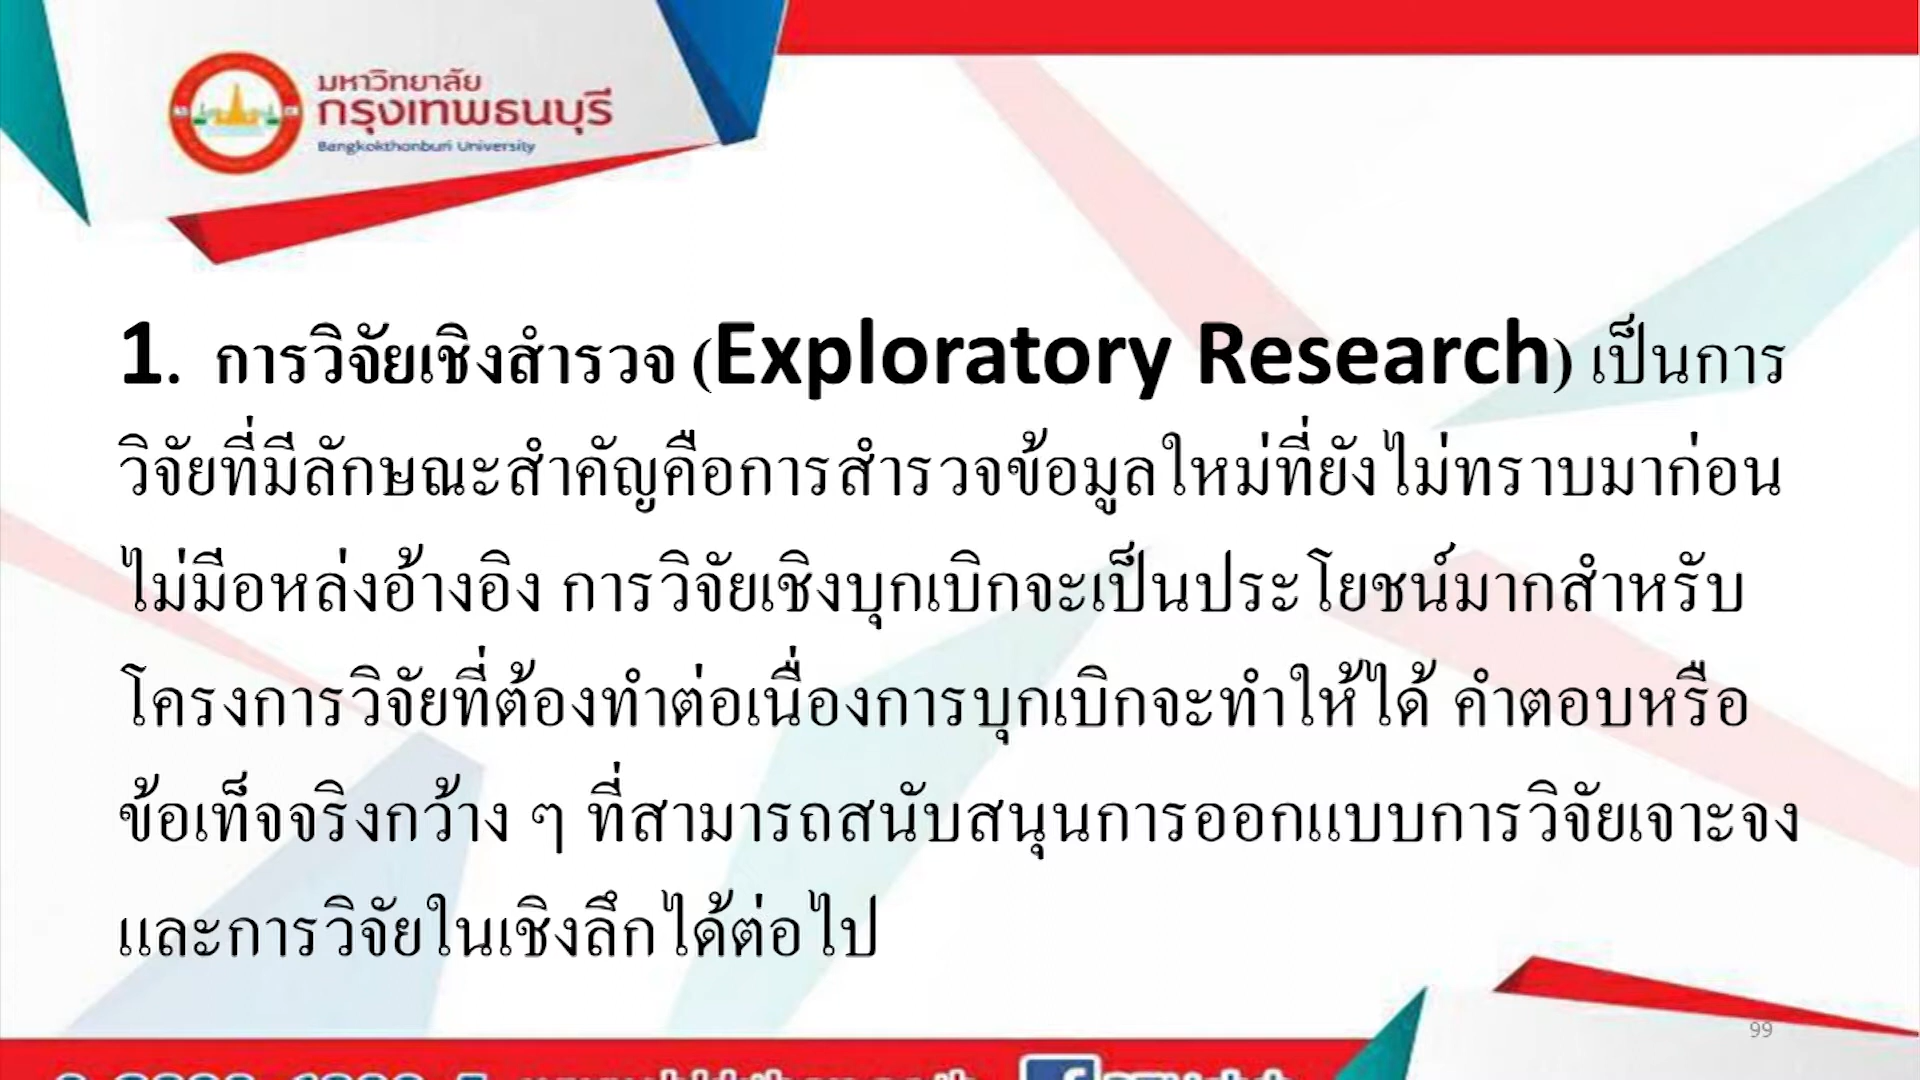 มหาวิทยาลัย
กรุงเทพธนบุรี
Bangkokthonburi University
1. การวิจัยเชิงสำรวจ (Exploratory Research) เป็นการ
วิจัยที่มีลักษณะสำคัญคือการสำรวจข้อมูลใหม่ที่ยังไม่ทราบมาก่อน
ไม่มีอหล่งอ้างอิง การวิจัยเชิงบุกเบิกจะเป็นประโยชน์มากสำหรับ
โครงการวิจัยที่ต้องทำต่อเนื่องการบุกเบิกจะทำให้ได้ คำตอบหรือ
ข้อเท็จจริงกว้าง ๆ ที่สามารถสนับสนุนการออกแบบการวิจัยเจาะจง
และการวิจัยในเชิงลึกได้ต่อไป
99